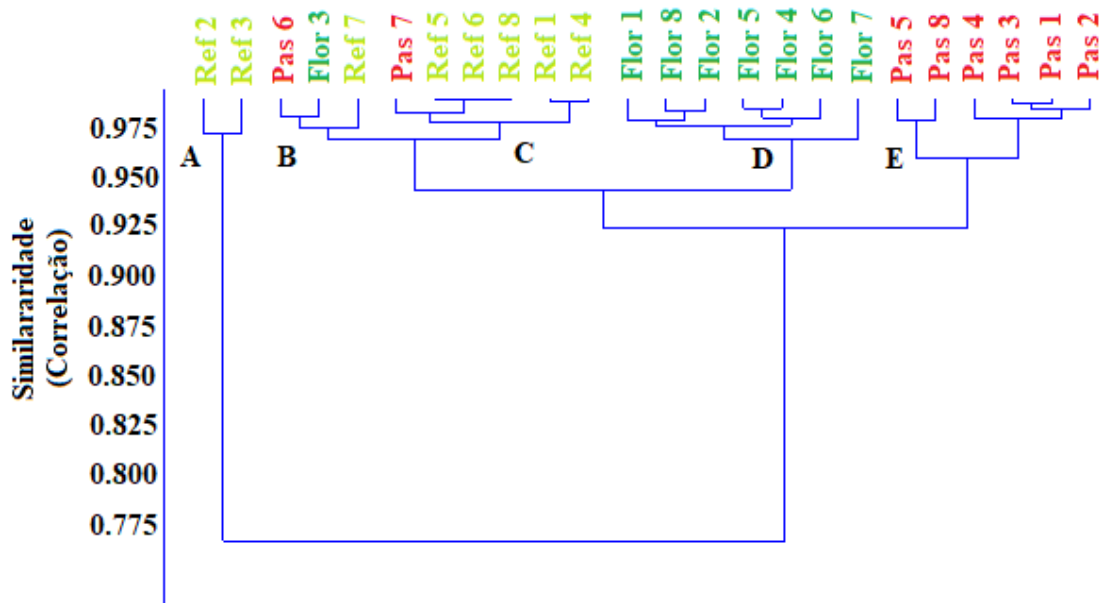 Ref 2
Ref 3
Pas 6
Flor 3
Ref 7
Pas 7
Ref 5
Ref 6
Ref 8
Ref 1
Ref 4
Flor 1
Flor 8
Flor 2
Flor 5
Flor 4
Flor 6
Flor 7
Pas 5
Pas 8
Pas 4
Pas 3
Pas 1
Pas 2
A
B
C
D
E
Similararidade
(Correlação)
0.975
0.950
0.925
0.900
0.875
0.850
0.825
0.800
0.775